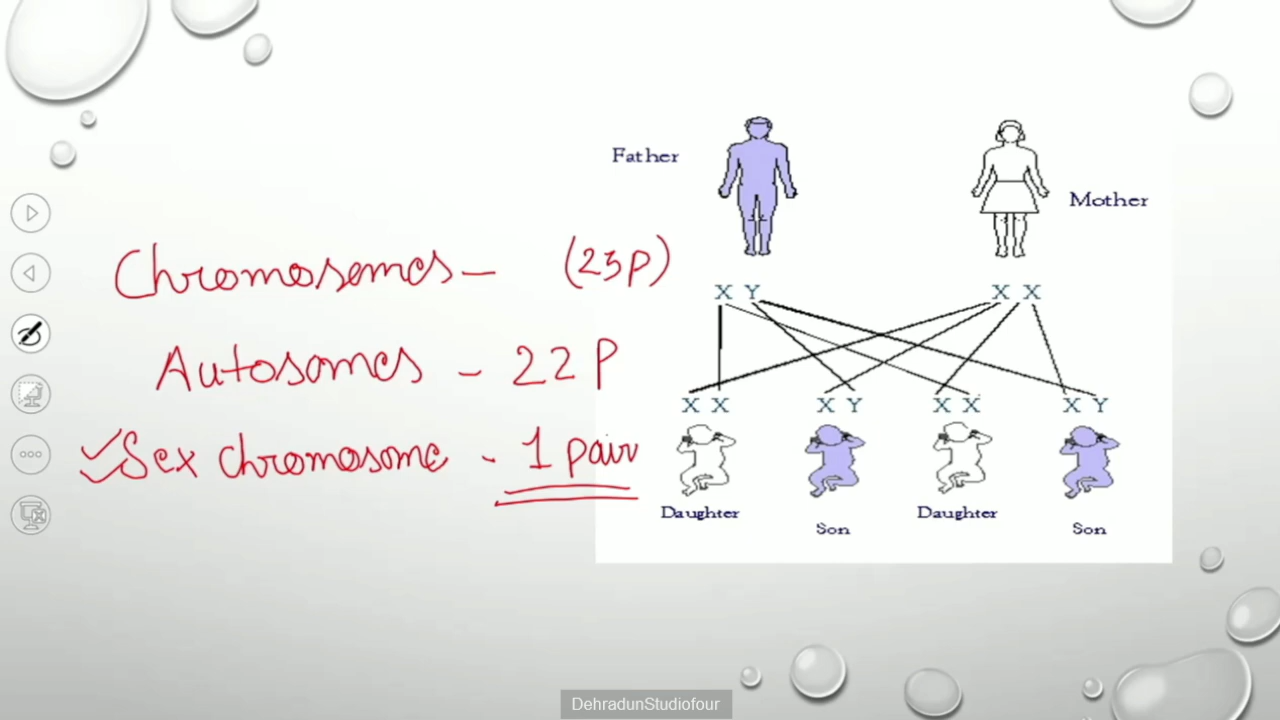 Father
Mother
Chromosomes – (23P)
X Y X X
Autosomes – 22 P
X X X Y X X X Y
Sex chromosome - 1 pair
Daughter Son Daughter Son
DehradunStudiofour